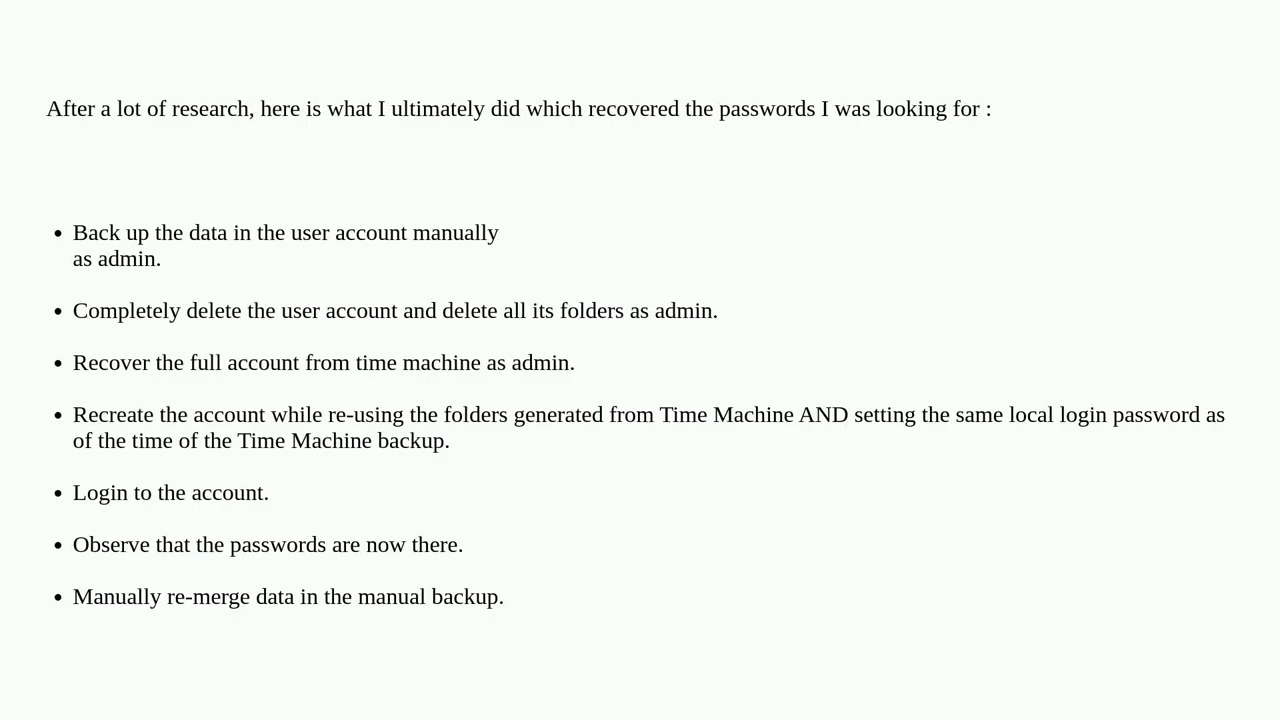 After a lot of research, here is what I ultimately did which recovered the passwords I was looking for :
• Back up the data in the user account manually
as admin.
• Completely delete the user account and delete all its folders as admin.
• Recover the full account from time machine as admin.
• Recreate the account while re-using the folders generated from Time Machine AND setting the same local login password as
of the time of the Time Machine backup.
• Login to the account.
• Observe that the passwords are now there.
• Manually re-merge data in the manual backup.